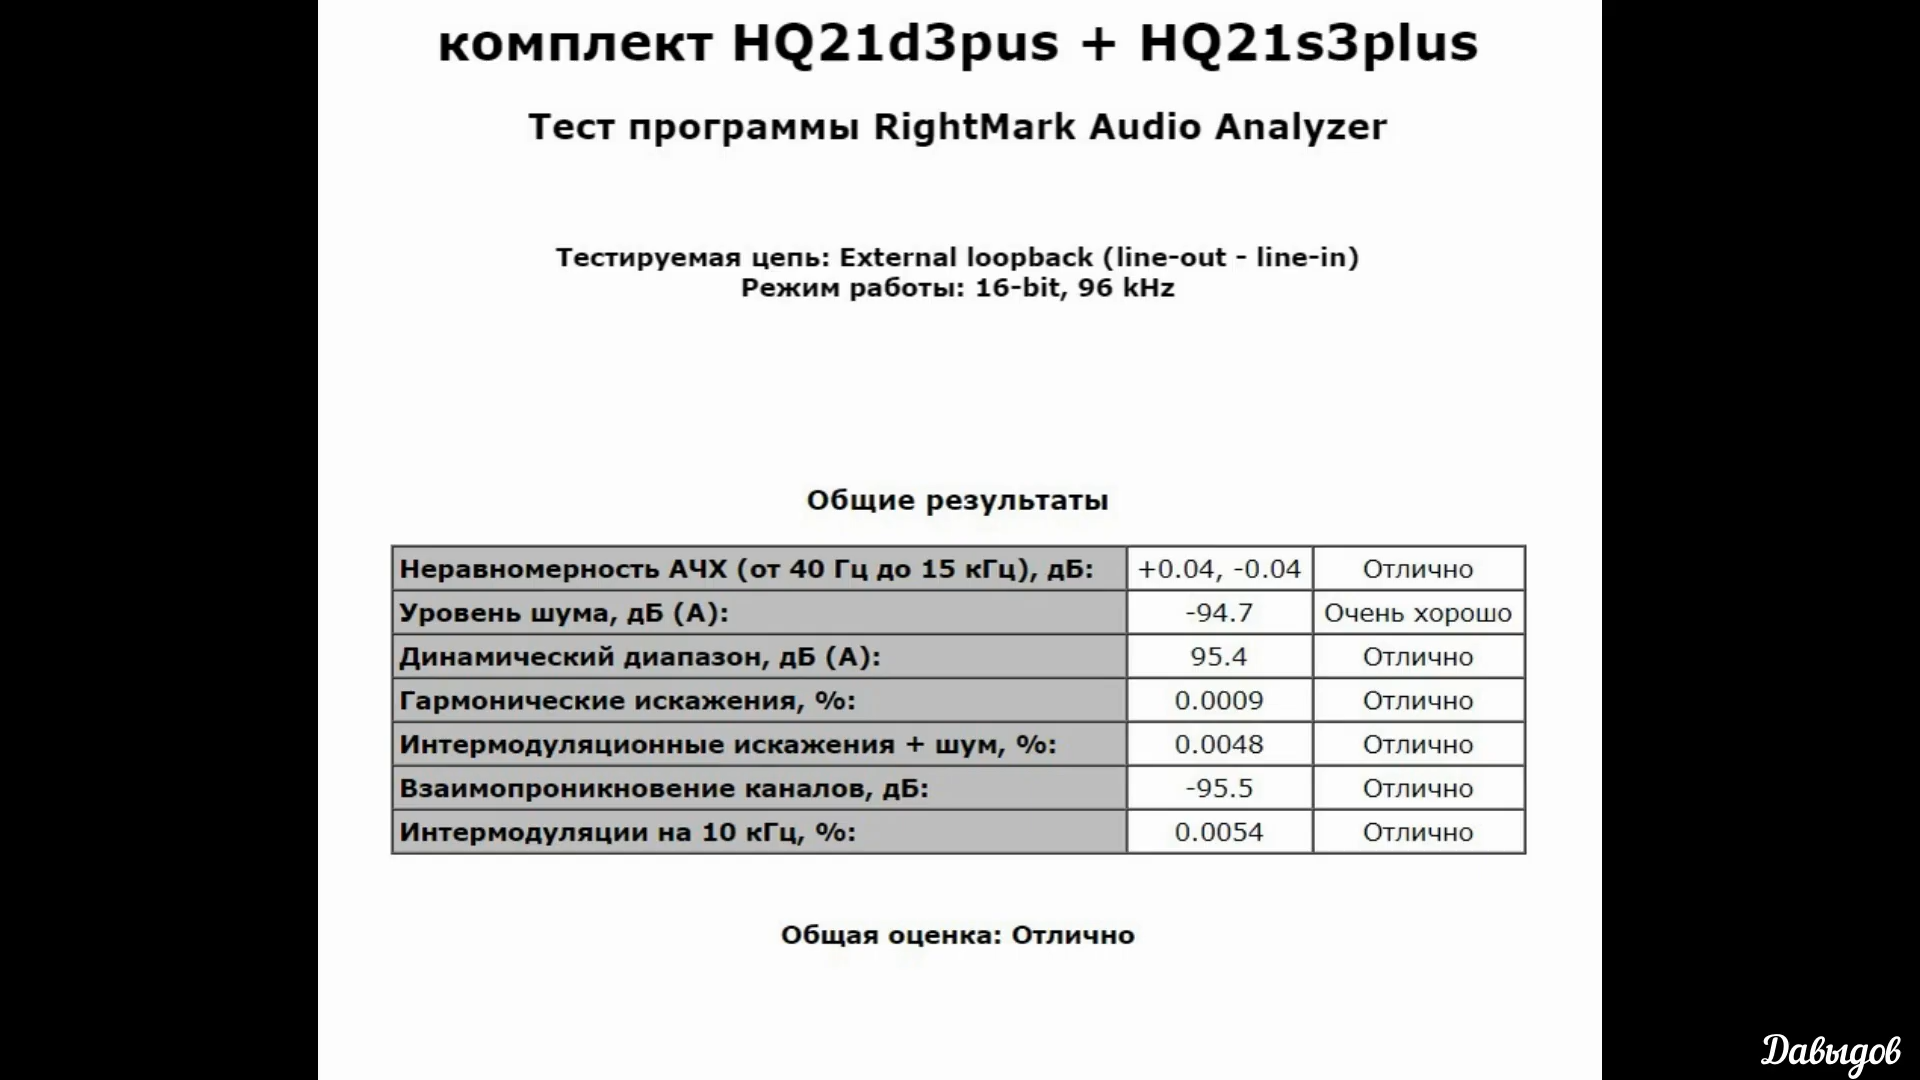 комплект HQ21d3pus + HQ21s3plus
Тест программы RightMark Audio Analyzer
Тестируемая цепь: External loopback (line-out - line-in)
Режим работы: 16-bit, 96 kHz
Общие результаты
Неравномерность АЧХ (от 40 Гц до 15 кГц), дБ: +0.04, -0.04 Отлично
Уровень шума, дБ (А): -94.7 Очень хорошо
Динамический диапазон, дБ (А): 95.4 Отлично
Гармонические искажения, %: 0.0009 Отлично
Интермодуляционные искажения + шум, %: 0.0048 Отлично
Взаимопроникновение каналов, дБ: -95.5 Отлично
Интермодуляции на 10 кГц, %: 0.0054 Отлично
Общая оценка: Отлично
Давыдов